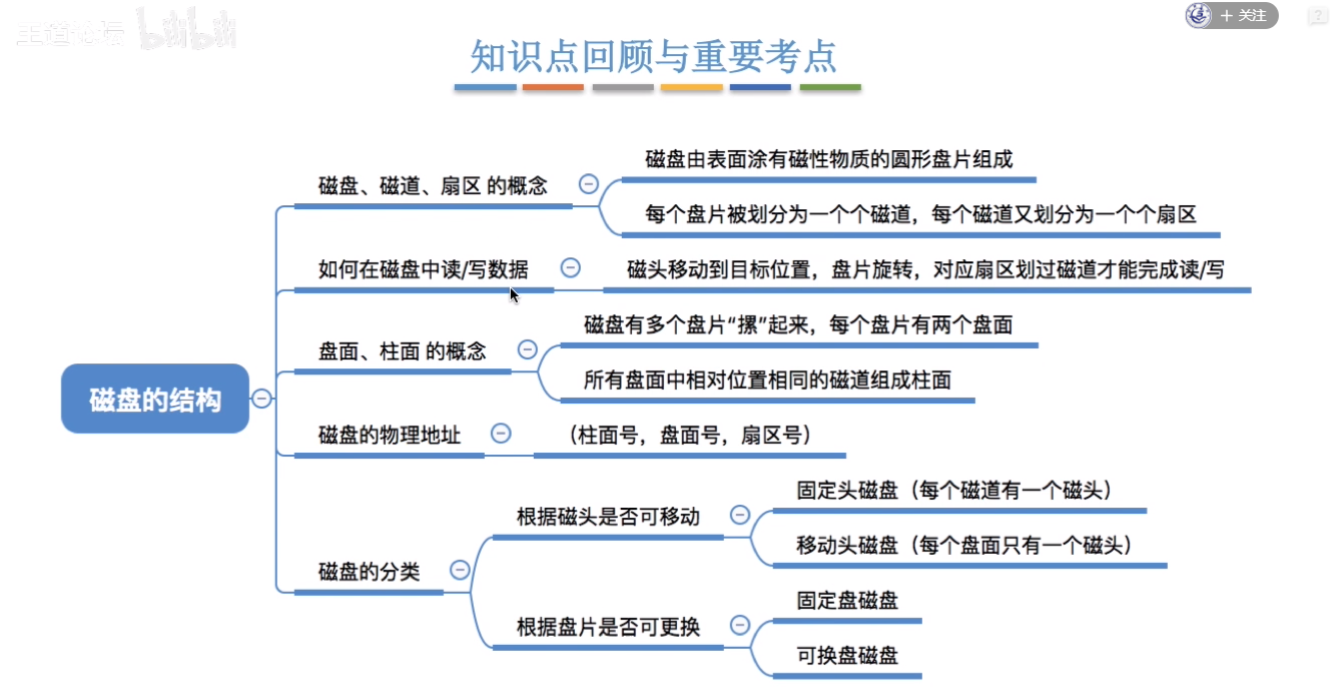 王道论坛 bilibili
+ 关注
?
知识点回顾与重要考点
磁盘的结构
磁盘、磁道、扇区 的概念
磁盘由表面涂有磁性物质的圆形盘片组成
每个盘片被划分为一个个磁道，每个磁道又划分为一个个扇区
如何在磁盘中读/写数据
磁头移动到目标位置，盘片旋转，对应扇区划过磁道才能完成读/写
盘面、柱面 的概念
磁盘有多个盘片“摞”起来，每个盘片有两个盘面
所有盘面中相对位置相同的磁道组成柱面
磁盘的物理地址
（柱面号，盘面号，扇区号）
磁盘的分类
根据磁头是否可移动
固定头磁盘（每个磁道有一个磁头）
移动头磁盘（每个盘面只有一个磁头）
根据盘片是否可更换
固定盘磁盘
可换盘磁盘